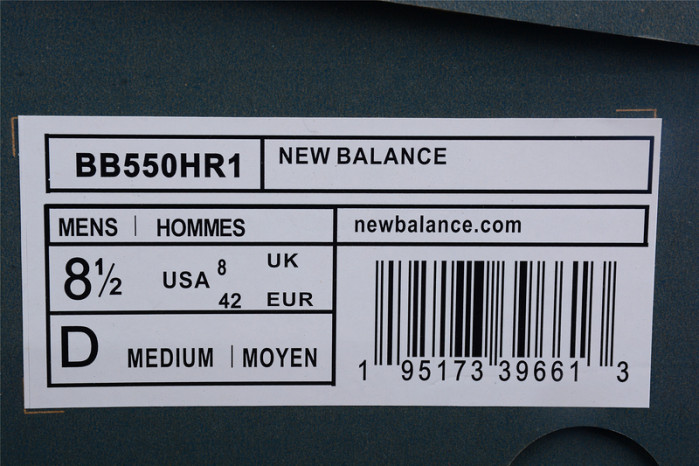 BB550HR1
NEW BALANCE
MENS | HOMMES
newbalance.com
8½ USA 8 UK
42 EUR
D MEDIUM | MOYEN
1 95173 39661 3